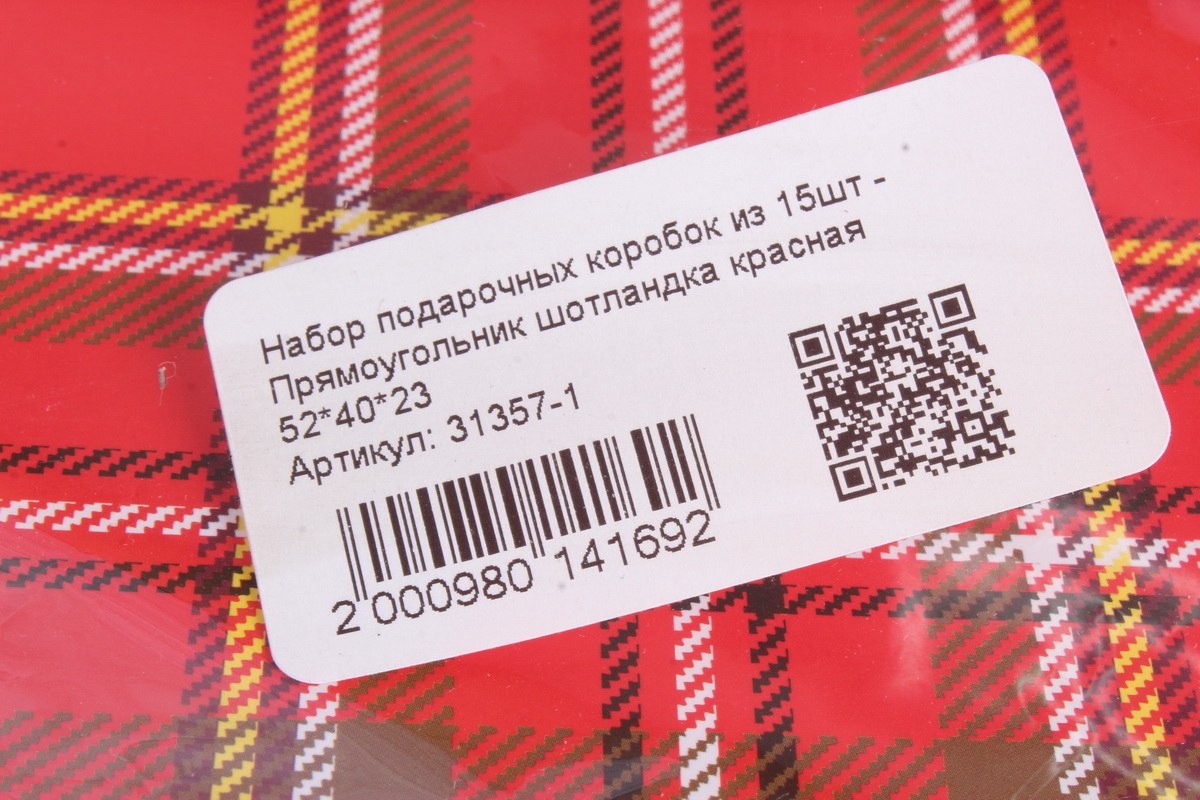 Набор подарочных коробок из 15шт -
Прямоугольник шотландка красная
52*40*23
Артикул: 31357-1
2 000980 141692